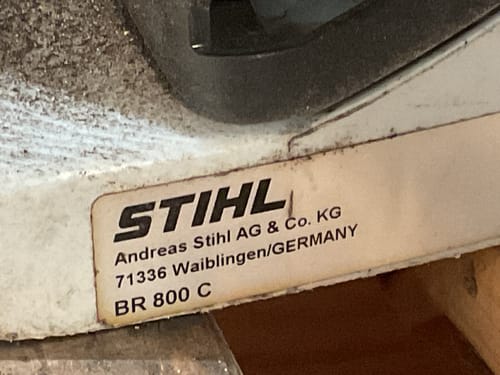 STIHL
Andreas Stihl AG & Co. KG
71336 Waiblingen/GERMANY
BR 800 C